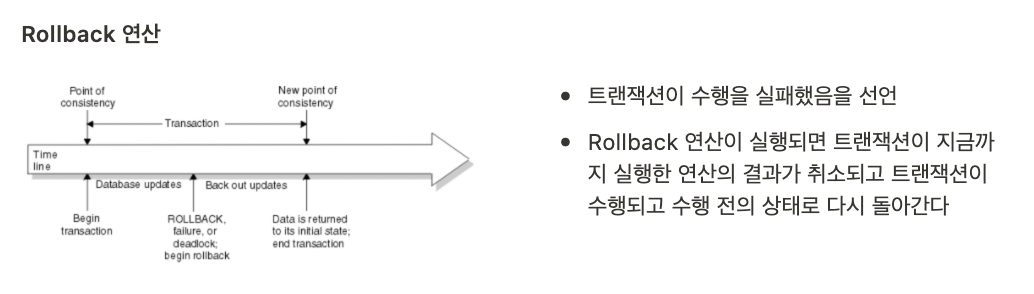 Rollback 연산
Point of
consistency
New point of
consistency
Transaction
Time
line
Database updates
Back out updates
Begin
transaction
ROLLBACK,
failure, or
deadlock;
begin rollback
Data is returned
to its initial state;
end transaction
• 트랜잭션이 수행을 실패했음을 선언
• Rollback 연산이 실행되면 트랜잭션이 지금까
지 실행한 연산의 결과가 취소되고 트랜잭션이
수행되고 수행 전의 상태로 다시 돌아간다